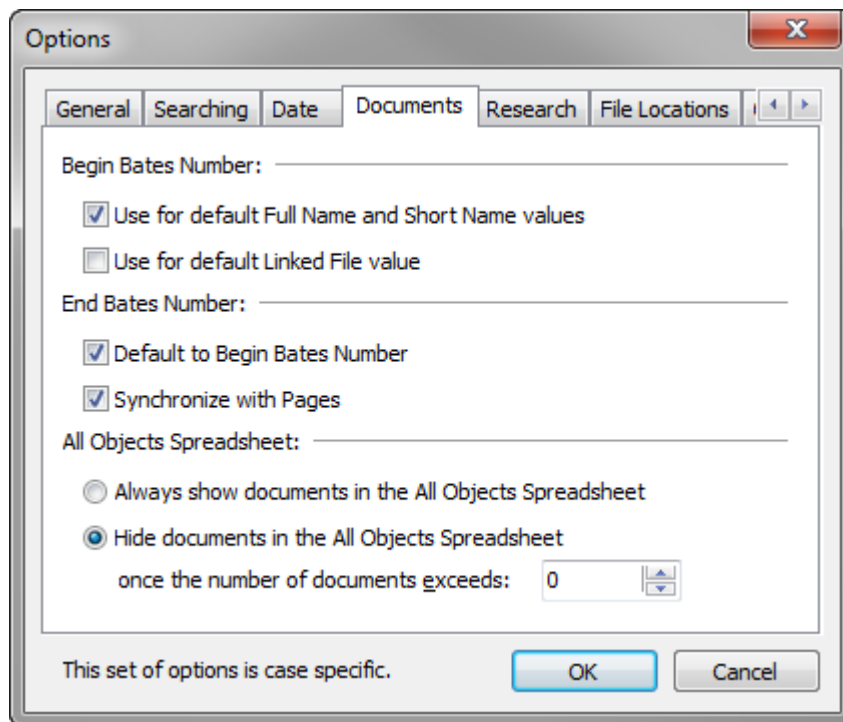 Options
General Searching Date Documents Research File Locations
Begin Bates Number:
Use for default Full Name and Short Name values
Use for default Linked File value
End Bates Number:
Default to Begin Bates Number
Synchronize with Pages
All Objects Spreadsheet:
Always show documents in the All Objects Spreadsheet
Hide documents in the All Objects Spreadsheet
once the number of documents exceeds: 0
This set of options is case specific. OK Cancel